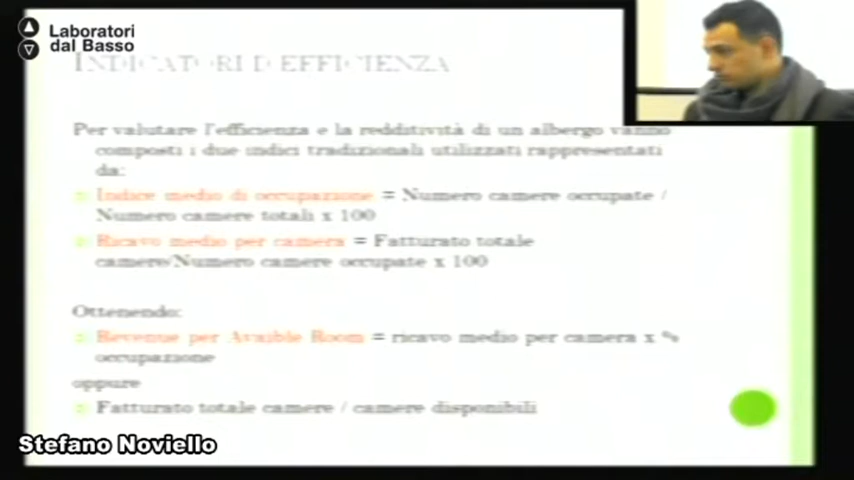 Laboratori
dal Basso
INDICATORI D EFFICIENZA
Per valutare l'efficienza e la redditività di un albergo vanno
composti i due indici tradizionali utilizzati rappresentati
da:
Indice medio di occupazione = Numero camere occupate /
Numero camere totali x 100
Ricavo medio per camera = Fatturato totale
camere/Numero camere occupate x 100
Ottenendo:
Revenue per Avaible Room = ricavo medio per camera x %
occupazione
oppure
Fatturato totale camere / camere disponibili
Stefano Noviello